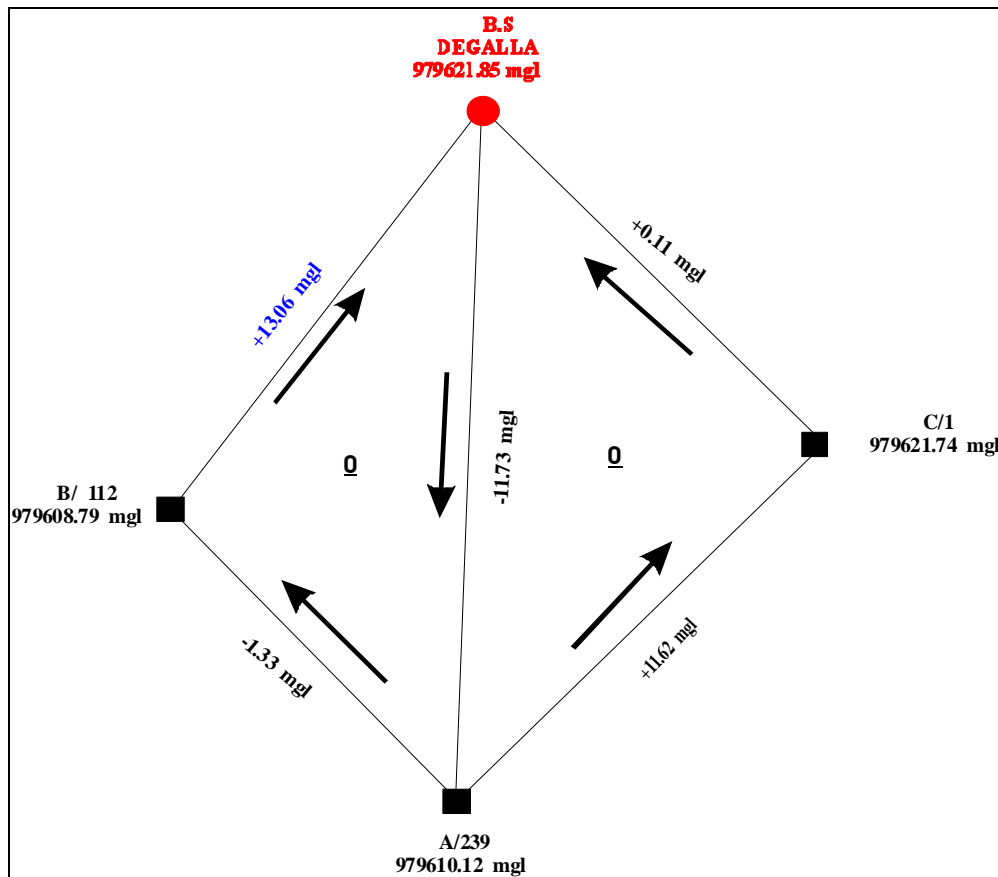 B.S
DEGALLA
979621.85 mgl
+0.11 mgl
+13.06 mgl
-11.73 mgl
C/1
979621.74 mgl
0
0
B/ 112
979608.79 mgl
-1.33 mgl
+11.62 mgl
A/239
979610.12 mgl